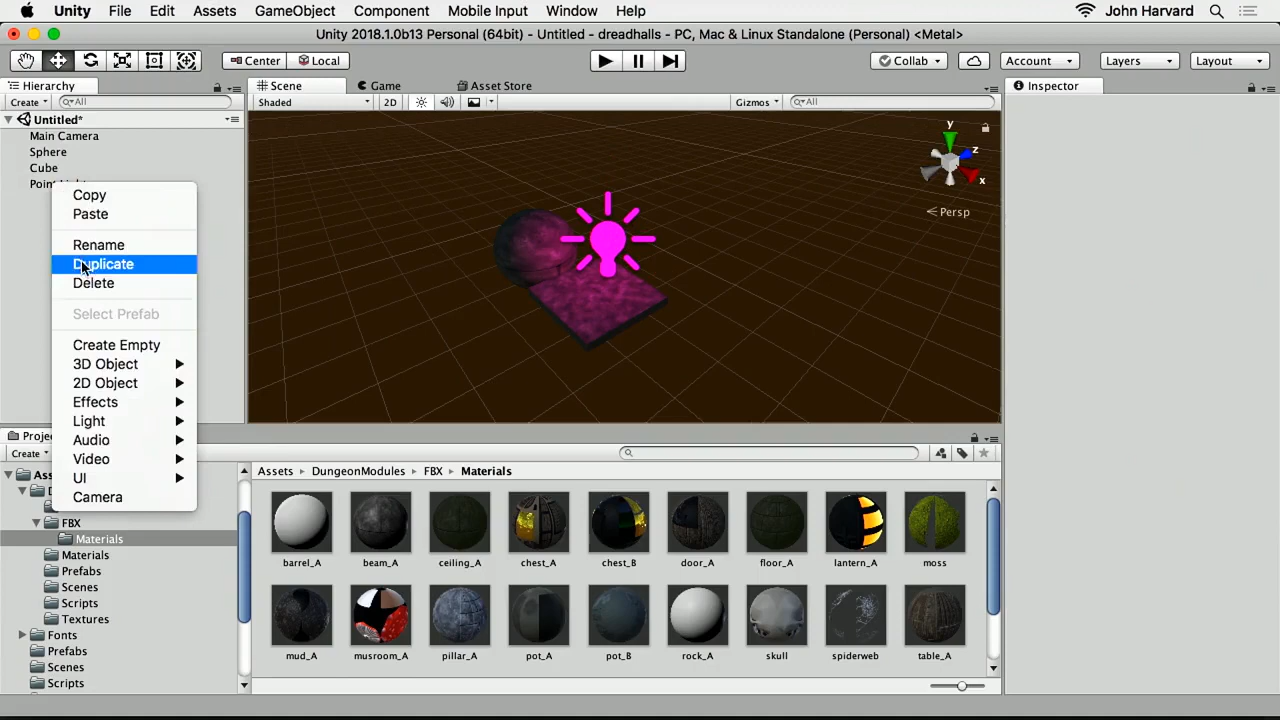 Unity File Edit Assets GameObject Component Mobile Input Window Help John Harvard
Unity 2018.1.0b13 Personal (64bit) - Untitled - dreadhalls - PC, Mac & Linux Standalone (Personal) <Metal>
Center Local Collab Account Layers Layout
Hierarchy Scene Game Asset Store Inspector
Create All Shaded 2D Gizmos All
Untitled*
Main Camera
Sphere
Cube
Copy
Paste
Rename
Duplicate
Delete
Select Prefab
Create Empty
3D Object
2D Object
Effects
Light
Audio
Video
UI
Camera
y
z
x
Persp
Create
Assets DungeonModules FBX Materials
FBX
Materials
Materials
Prefabs
Scenes
Scripts
Textures
Fonts
Prefabs
Scenes
Scripts
barrel_A beam_A ceiling_A chest_A chest_B door_A floor_A lantern_A moss
mud_A musroom_A pillar_A pot_A pot_B rock_A skull spiderweb table_A